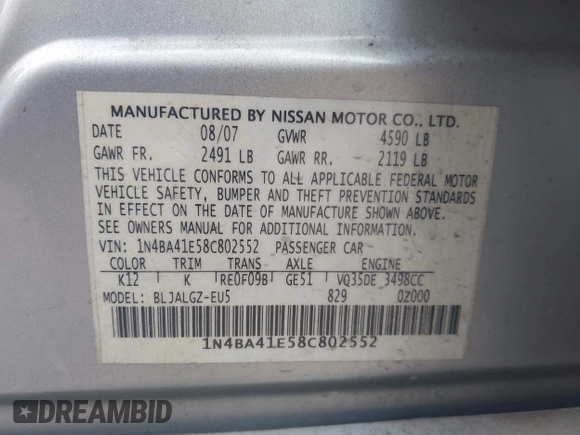 MANUFACTURED BY NISSAN MOTOR CO., LTD.
DATE 08/07 GVWR 4590 LB
GAWR FR. 2491 LB GAWR RR. 2119 LB
THIS VEHICLE CONFORMS TO ALL APPLICABLE FEDERAL MOTOR
VEHICLE SAFETY, BUMPER AND THEFT PREVENTION STANDARDS
IN EFFECT ON THE DATE OF MANUFACTURE SHOWN ABOVE.
SEE OWNERS MANUAL FOR ADDITIONAL INFORMATION.
VIN: 1N4BA41E58C802552 PASSENGER CAR
COLOR TRIM TRANS AXLE ENGINE
K12 K RE0F09B GE51 VQ35DE 3498CC
MODEL: BLJALGZ-EU5 829 0Z000
1N4BA41E58C802552
DREAMBID